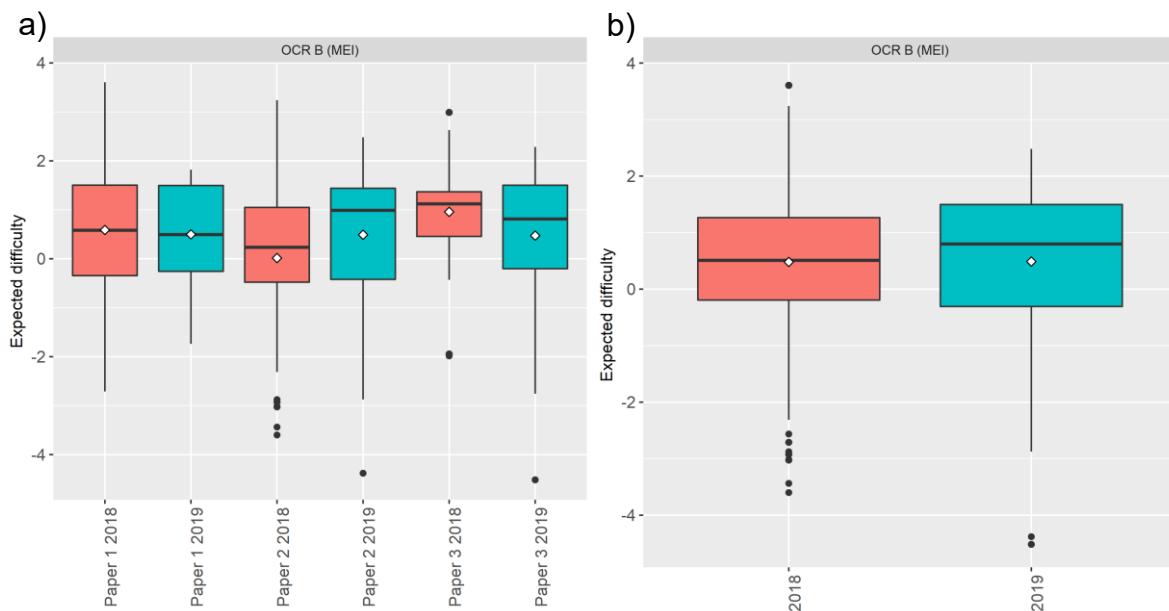 a)
OCR B (MEI)
Expected difficulty
4
2
0
-2
-4
Paper 1 2018
Paper 1 2019
Paper 2 2018
Paper 2 2019
Paper 3 2018
Paper 3 2019
b)
OCR B (MEI)
Expected difficulty
4
2
0
-2
-4
2018
2019